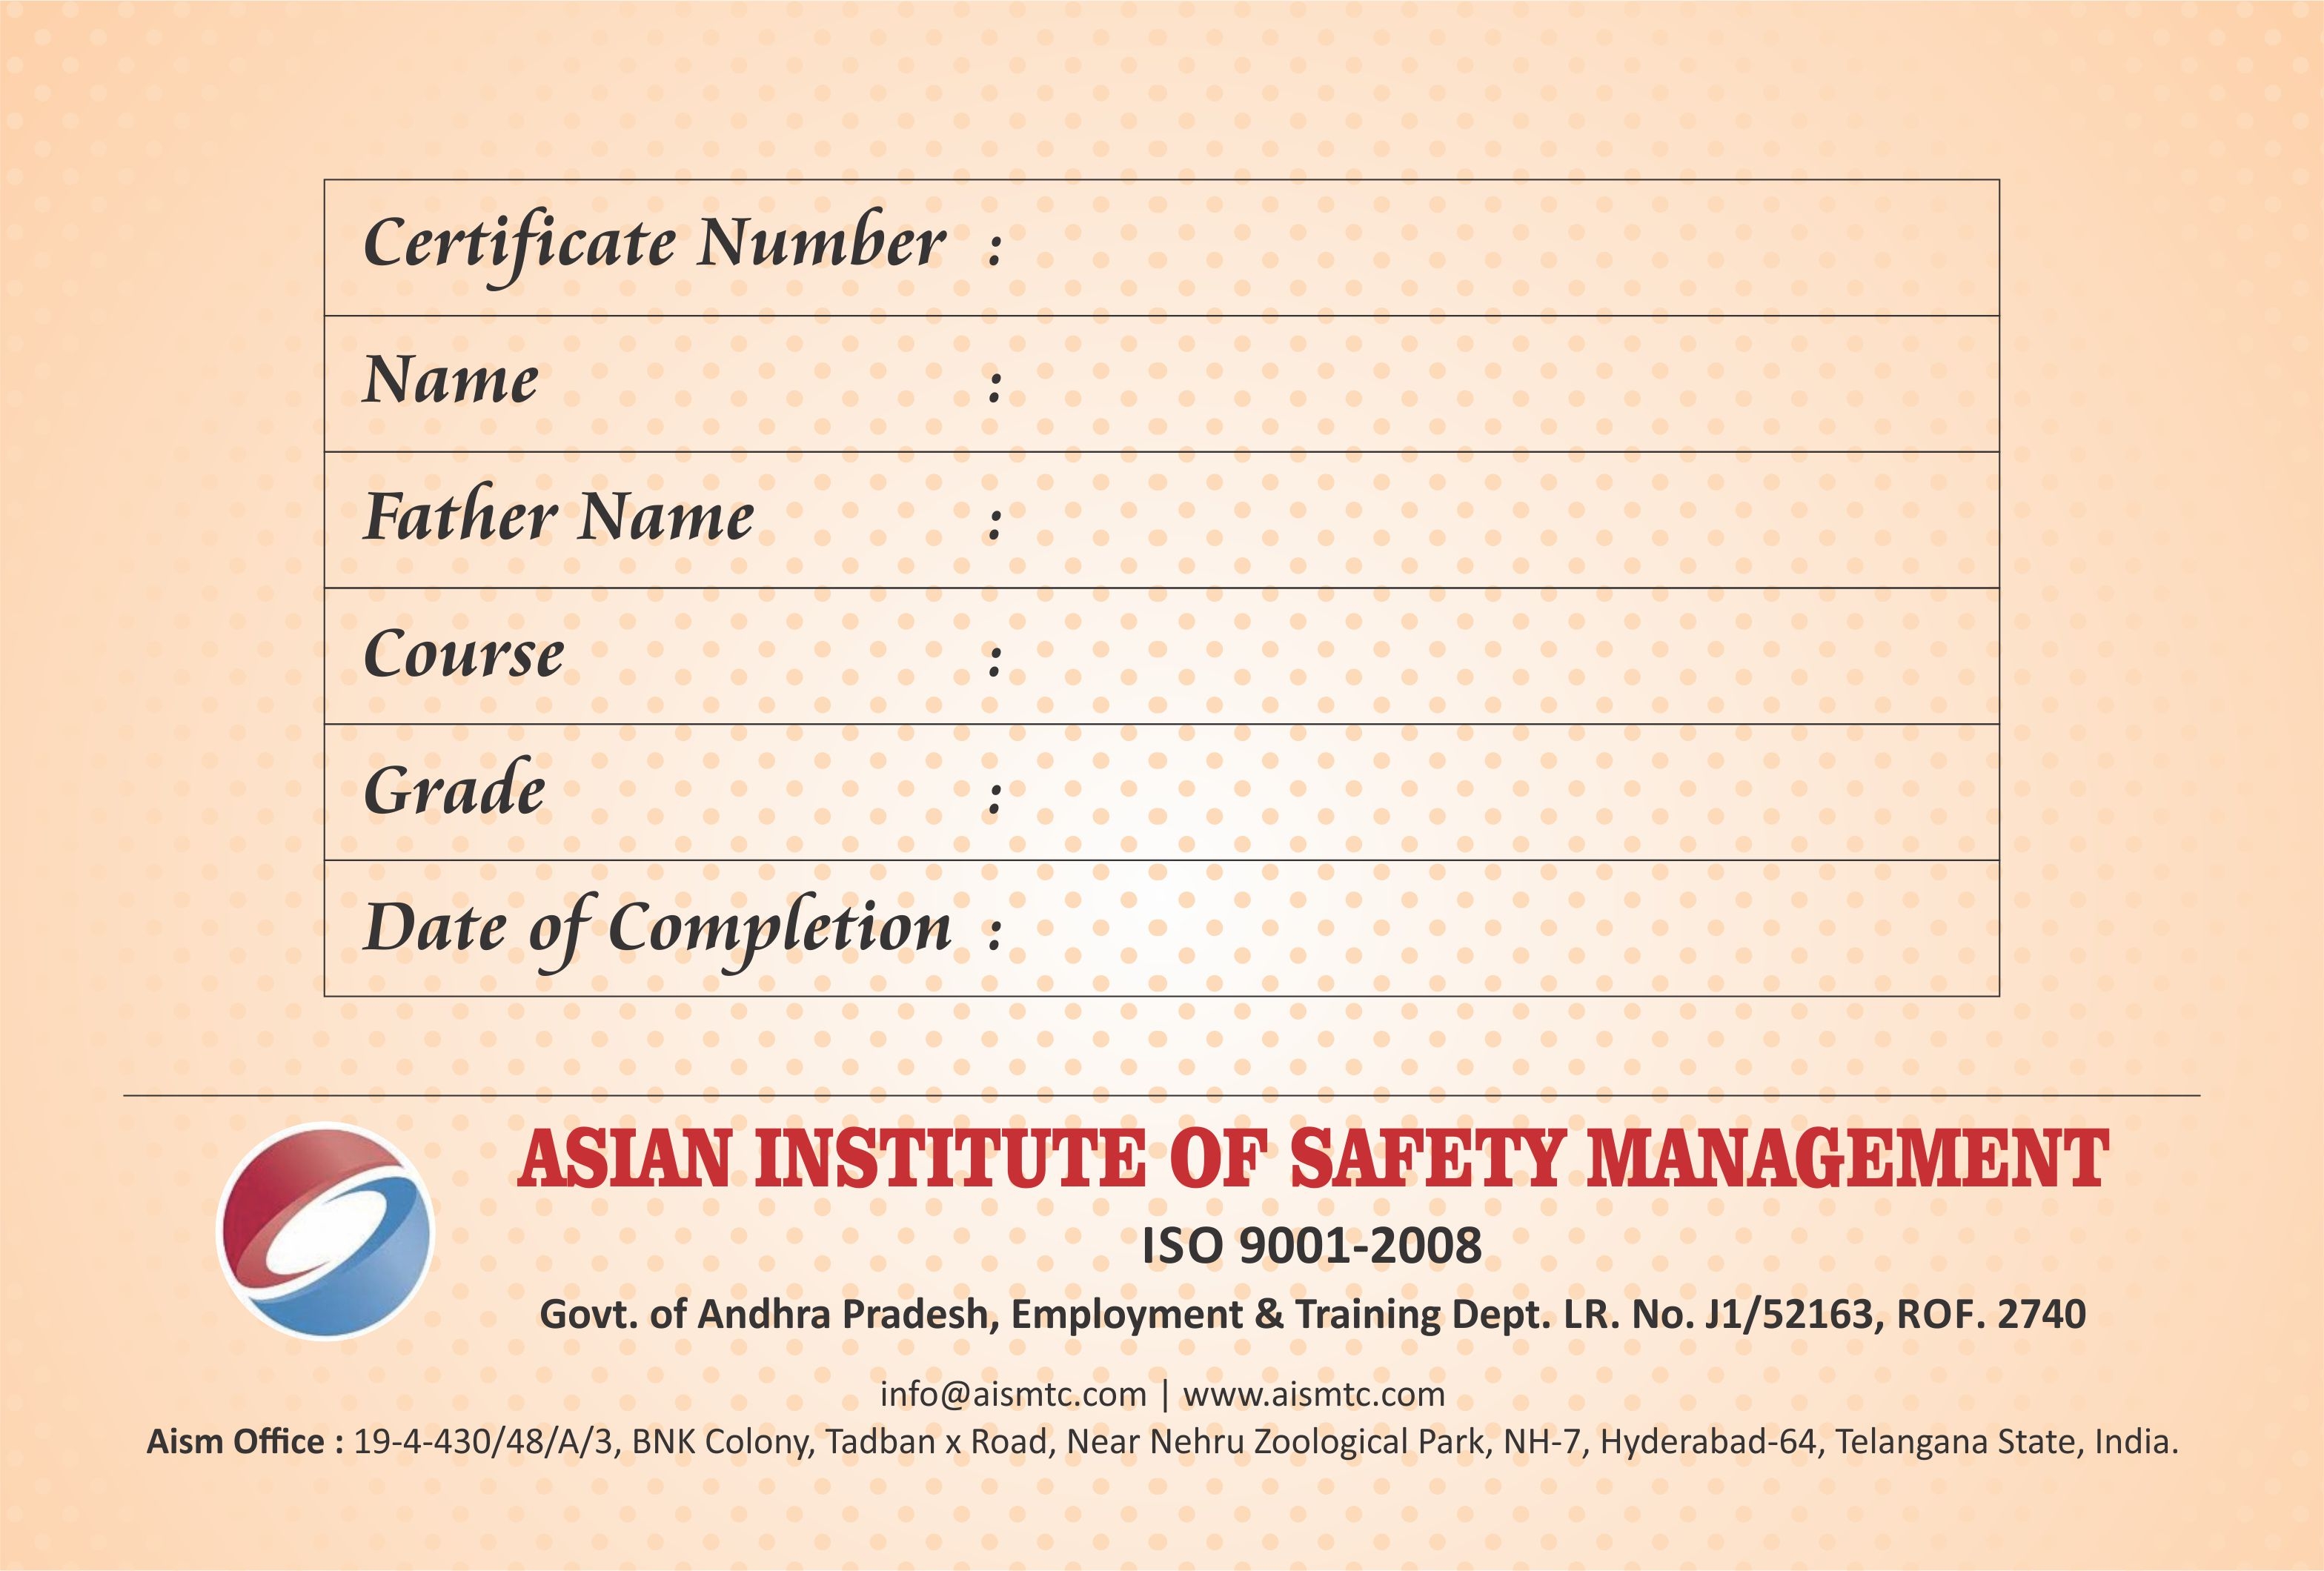 Certificate Number :
Name :
Father Name :
Course :
Grade :
Date of Completion :
ASIAN INSTITUTE OF SAFETY MANAGEMENT
ISO 9001-2008
Govt. of Andhra Pradesh, Employment & Training Dept. LR. No. J1/52163, ROF. 2740
info@aismtc.com | www.aismtc.com
Aism Office : 19-4-430/48/A/3, BNK Colony, Tadban x Road, Near Nehru Zoological Park, NH-7, Hyderabad-64, Telangana State, India.